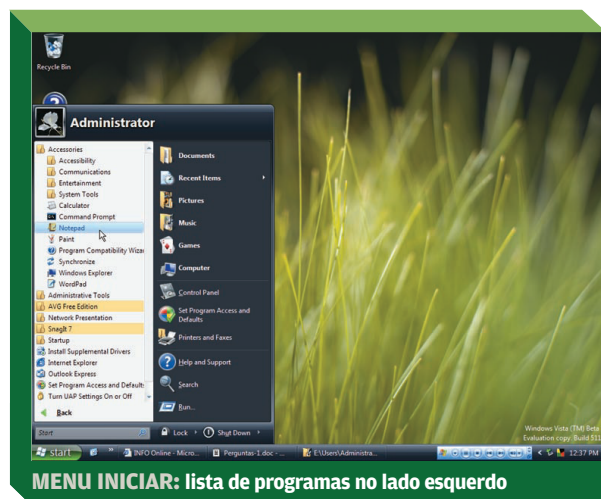 Recycle Bin
Administrator
Accessories
Accessibility
Communications
Entertainment
System Tools
Calculator
Command Prompt
Notepad
Paint
Program Compatibility Wizar
Synchronize
Windows Explorer
WordPad
Administrative Tools
AVG Free Edition
Network Presentation
SnagIt 7
Startup
Install Supplemental Drivers
Internet Explorer
Outlook Express
Set Program Access and Defaults
Turn UAP Settings On or Off
Back
Start
Documents
Recent Items
Pictures
Music
Games
Computer
Control Panel
Set Program Access and
Defaults
Printers and Faxes
Help and Support
Search
Run...
Lock
Shut Down
Windows Vista (TM) Beta
Evaluation copy. Build 511
start
INFO Online - Micro...
Perguntas-1.doc - ...
E:\Users\Administra...
12:37 PM
MENU INICIAR: lista de programas no lado esquerdo